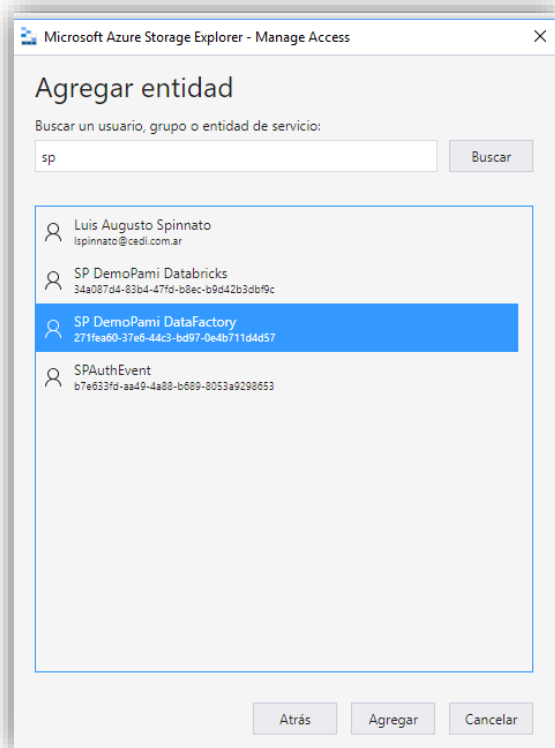 Microsoft Azure Storage Explorer - Manage Access
Agregar entidad
Buscar un usuario, grupo o entidad de servicio:
sp
Buscar
Luis Augusto Spinnato
lspinnato@cedi.com.ar
SP DemoPami Databricks
34a087d4-83b4-47fd-b8ec-b9d42b3dbf9c
SP DemoPami DataFactory
271fea60-37e6-44c3-bd97-0e4b711d4d57
SPAuthEvent
b7e633fd-aa49-4a88-b689-8053a9298653
Atrás
Agregar
Cancelar